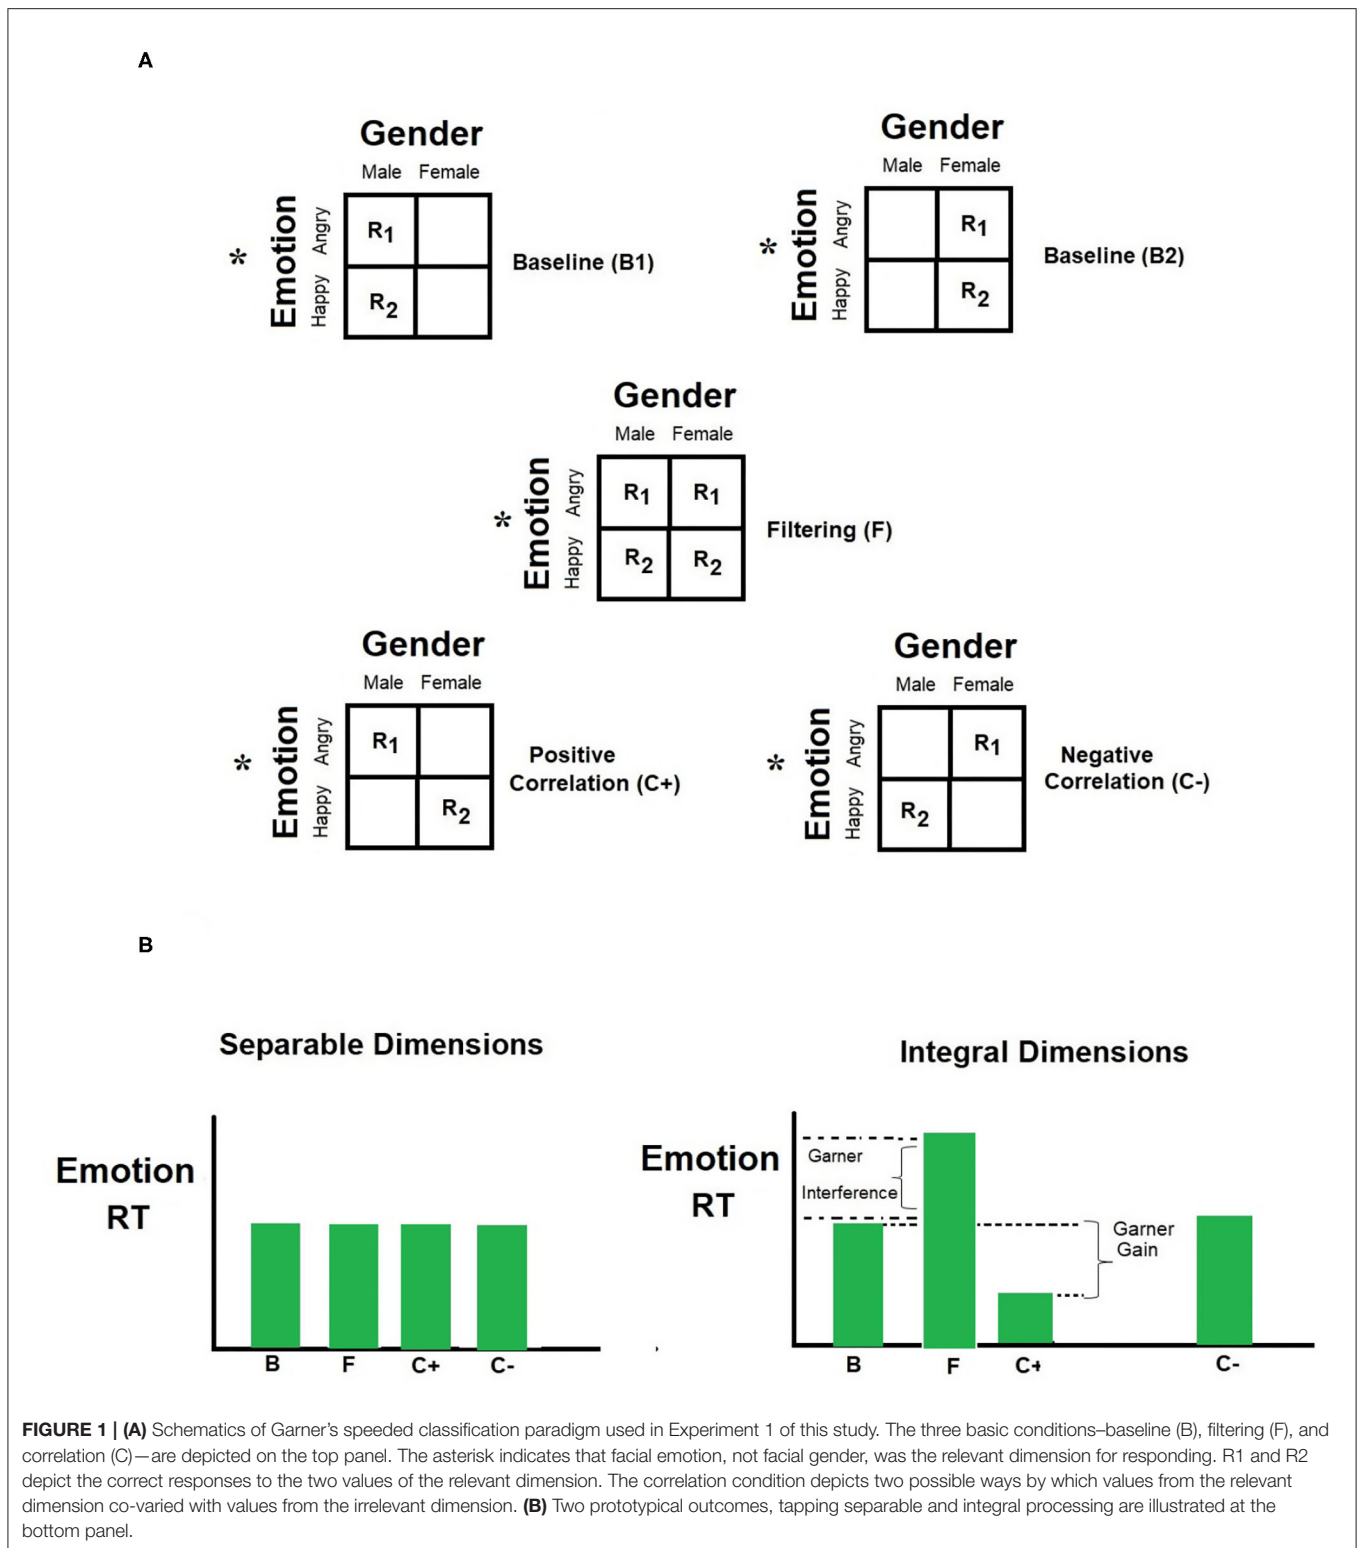 A
Gender
Male Female
* Emotion
Angry
Happy
R1
R2
Baseline (B1)
Gender
Male Female
* Emotion
Angry
Happy
R1
R2
Baseline (B2)
Gender
Male Female
* Emotion
Angry
Happy
R1 R1
R2 R2
Filtering (F)
Gender
Male Female
* Emotion
Angry
Happy
R1
R2
Positive
Correlation (C+)
Gender
Male Female
* Emotion
Angry
Happy
R1
R2
Negative
Correlation (C-)
B
Separable Dimensions
Emotion
RT
B F C+ C-
Integral Dimensions
Emotion
RT
Garner
Interference
Garner
Gain
B F C+ C-
FIGURE 1 | (A) Schematics of Garner's speeded classification paradigm used in Experiment 1 of this study. The three basic conditions–baseline (B), filtering (F), and
correlation (C)—are depicted on the top panel. The asterisk indicates that facial emotion, not facial gender, was the relevant dimension for responding. R1 and R2
depict the correct responses to the two values of the relevant dimension. The correlation condition depicts two possible ways by which values from the relevant
dimension co-varied with values from the irrelevant dimension. (B) Two prototypical outcomes, tapping separable and integral processing are illustrated at the
bottom panel.